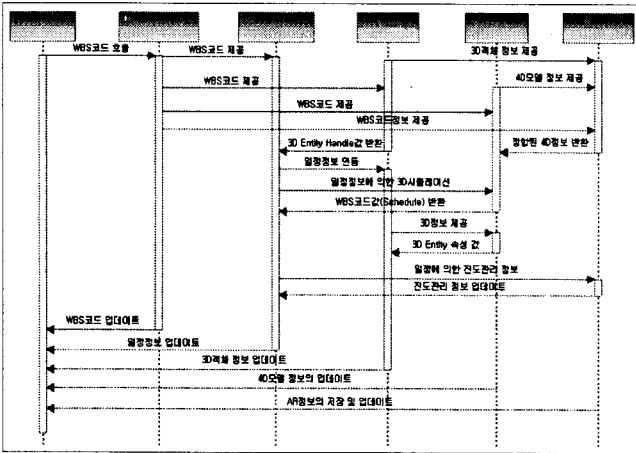 WBS코드 호출
WBS코드 제공
3D객체 정보 제공
WBS코드 제공
4D모델 정보 제공
WBS코드 제공
WBS코드정보 제공
3D Entity Handle값 반환
정합된 4D정보 반환
일정정보 연동
일정정보에 의한 3D시뮬레이션
WBS코드값(Schedule) 반환
3D정보 제공
3D Entity 속성 값
일정에 의한 진도관리 정보
진도관리 정보 업데이트
WBS코드 업데이트
일정정보 업데이트
3D객체 정보 업데이트
4D모델 정보의 업데이트
AR정보의 저장 및 업데이트